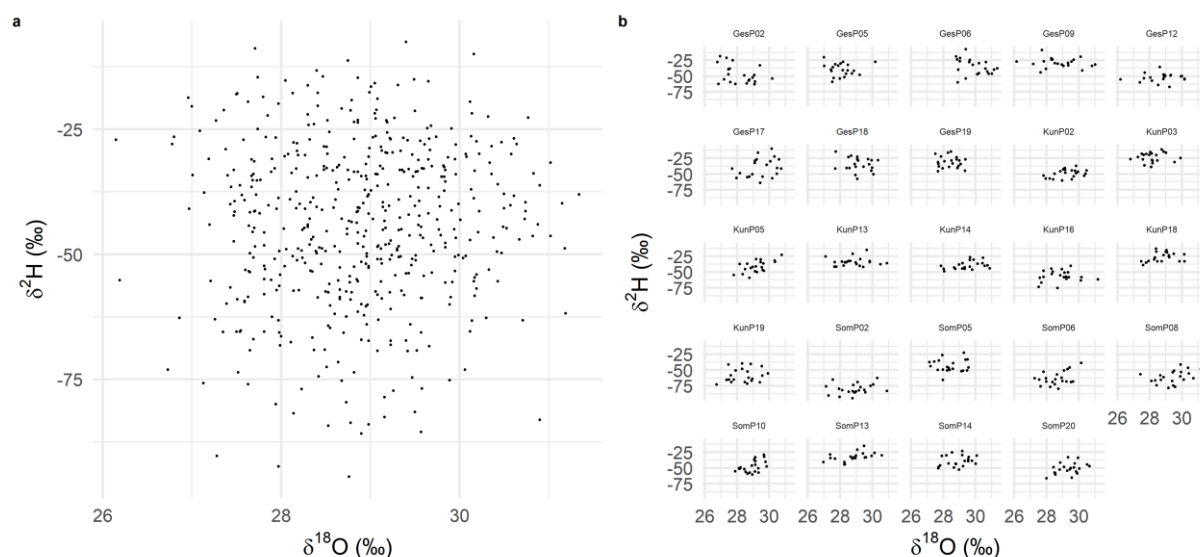 a
-25
-50
-75
δ²H (‰)
26 28 30
δ¹⁸O (‰)
b
GesP02 GesP05 GesP06 GesP09 GesP12
-25
-50
-75
GesP17 GesP18 GesP19 KunP02 KunP03
-25
-50
-75
KunP05 KunP13 KunP14 KunP16 KunP18
-25
-50
-75
KunP19 SomP02 SomP05 SomP06 SomP08
-25
-50
-75
26 28 30
SomP10 SomP13 SomP14 SomP20
-25
-50
-75
26 28 30 26 28 30 26 28 30 26 28 30
δ²H (‰)
δ¹⁸O (‰)